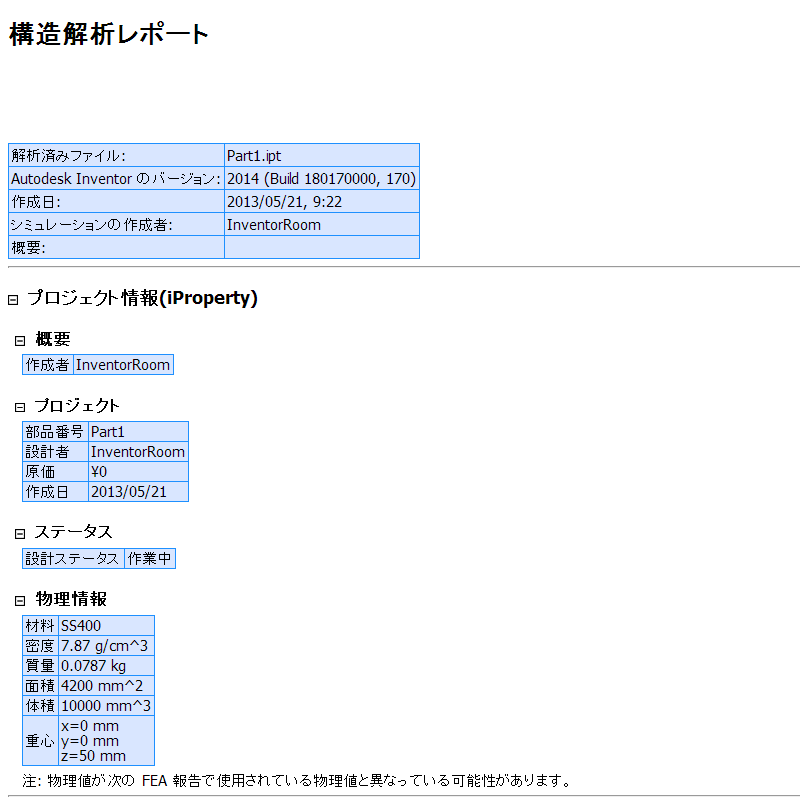 構造解析レポート
解析済みファイル: Part1.ipt
Autodesk Inventor のバージョン: 2014 (Build 180170000, 170)
作成日: 2013/05/21, 9:22
シミュレーションの作成者: InventorRoom
概要:
プロジェクト情報(iProperty)
概要
作成者 InventorRoom
プロジェクト
部品番号 Part1
設計者 InventorRoom
原価 ¥0
作成日 2013/05/21
ステータス
設計ステータス 作業中
物理情報
材料 SS400
密度 7.87 g/cm^3
質量 0.0787 kg
面積 4200 mm^2
体積 10000 mm^3
重心 x=0 mm
y=0 mm
z=50 mm
注: 物理値が次の FEA 報告で使用されている物理値と異なっている可能性があります。